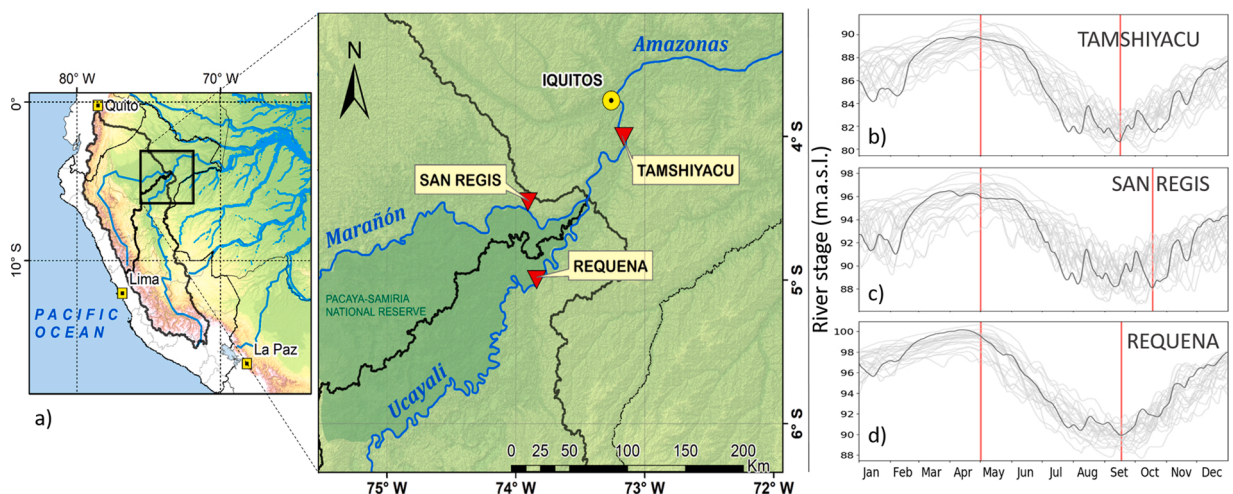 80° W
70° W
0°
10° S
Quito
Lima
La Paz
PACIFIC
OCEAN
a)
N
Amazonas
IQUITOS
TAMSHIYACU
SAN REGIS
Marañón
REQUENA
PACAYA-SAMIRIA
NATIONAL RESERVE
Ucayali
0 25 50 100 150 200
Km
4° S
5° S
6° S
75° W
74° W
73° W
72° W
River stage (m.a.s.l.)
TAMSHIYACU
90
88
86
84
82
80
b)
SAN REGIS
98
96
94
92
90
88
c)
REQUENA
100
98
96
94
92
90
88
d)
Jan Feb Mar Apr May Jun Jul Aug Set Oct Nov Dec